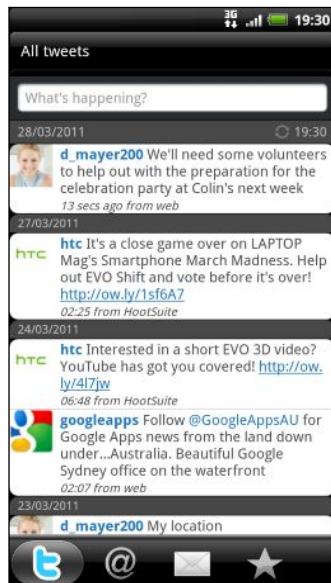 3G 19:30
All tweets
What's happening?
28/03/2011 19:30
d_mayer200 We'll need some volunteers
to help out with the preparation for the
celebration party at Colin's next week
13 secs ago from web
27/03/2011
htc It's a close game over on LAPTOP
Mag's Smartphone March Madness. Help
out EVO Shift and vote before it's over!
http://ow.ly/1sf6A7
02:25 from HootSuite
24/03/2011
htc Interested in a short EVO 3D video?
YouTube has got you covered! http://ow.
ly/4l7jw
06:48 from HootSuite
googleapps Follow @GoogleAppsAU for
Google Apps news from the land down
under...Australia. Beautiful Google
Sydney office on the waterfront
02:07 from web
23/03/2011
d_mayer200 My location